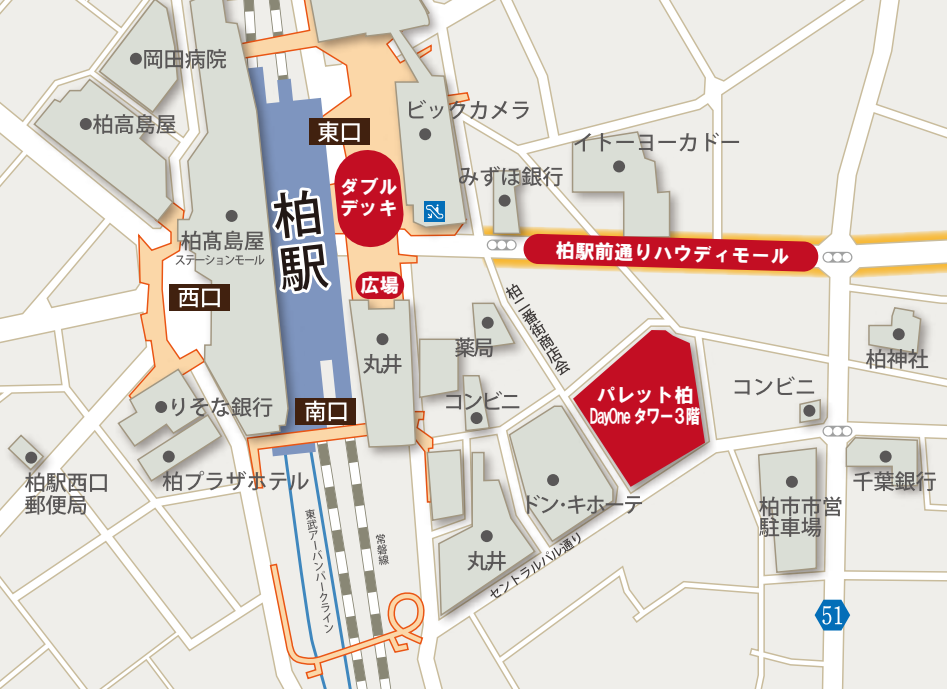 岡田病院
柏高島屋
東口
ビックカメラ
イトーヨーカドー
みずほ銀行
ダブル
デッキ
柏駅
柏髙島屋
ステーションモール
柏駅前通りハウディモール
広場
西口
柏二番街商店会
薬局
丸井
柏神社
パレット柏
DayOne タワー３階
コンビニ
コンビニ
りそな銀行
南口
柏駅西口
郵便局
柏プラザホテル
ドン・キホーテ
柏市市営
駐車場
千葉銀行
東武アーバンパークライン
常磐線
丸井
セントラルパル通り
51